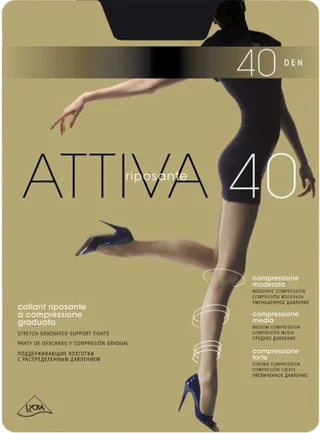 40 DEN
ATTIVA 40
riposante
compressione
moderata
MODERATE COMPRESSION
COMPRESIÓN MODERADA
УМЕНЬШЕННОЕ ДАВЛЕНИЕ
collant riposante
a compressione
graduata
STRETCH GRADUATED SUPPORT TIGHTS
PANTY DE DESCANSO Y COMPRESIÓN GRADUAL
ПОДДЕРЖИВАЮЩИЕ КОЛГОТКИ
С РАСПРЕДЕЛЕННЫМ ДАВЛЕНИЕМ
compressione
media
MEDIUM COMPRESSION
COMPRESIÓN MEDIA
СРЕДНЕЕ ДАВЛЕНИЕ
compressione
forte
STRONG COMPRESSION
COMPRESIÓN FUERTE
УВЕЛИЧЕННОЕ ДАВЛЕНИЕ
LYCRA